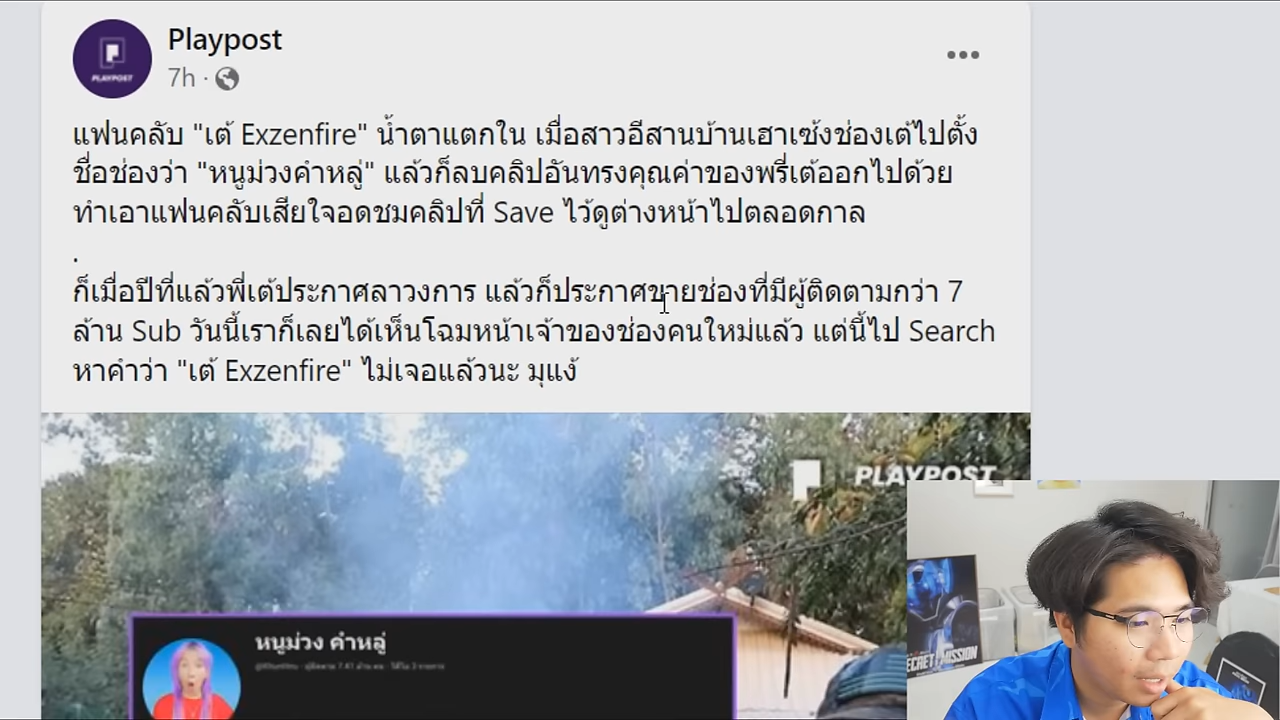 Playpost
7h ·
PLAYPOST
แฟนคลับ "เต้ Exzenfire" น้ำตาแตกใน เมื่อสาวอีสานบ้านเฮาเซ้งช่องเต้ไปตั้ง
ชื่อช่องว่า "หนูม่วงคำหลู่" แล้วก็ลบคลิปอันทรงคุณค่าของพรี่เต้ออกไปด้วย
ทำเอาแฟนคลับเสียใจอดชมคลิปที่ Save ไว้ดูต่างหน้าไปตลอดกาล
.
ก็เมื่อปีที่แล้วพี่เต้ประกาศลาวงการ แล้วก็ประกาศขายช่องที่มีผู้ติดตามกว่า 7
ล้าน Sub วันนี้เราก็เลยได้เห็นโฉมหน้าเจ้าของช่องคนใหม่แล้ว แต่นี้ไป Search
หาคำว่า "เต้ Exzenfire" ไม่เจอแล้วนะ มุแง้
PLAYPOST
หนูม่วง คำหลู่
ECRET MISSION